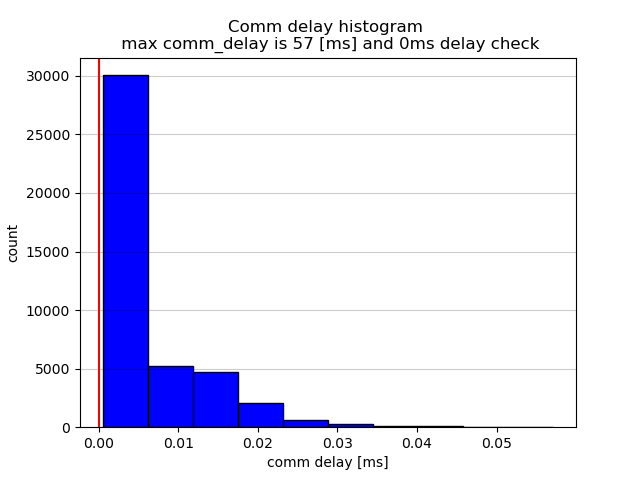 Comm delay histogram
max comm_delay is 57 [ms] and 0ms delay check
30000
25000
20000
15000
10000
5000
0
count
0.00 0.01 0.02 0.03 0.04 0.05
comm delay [ms]